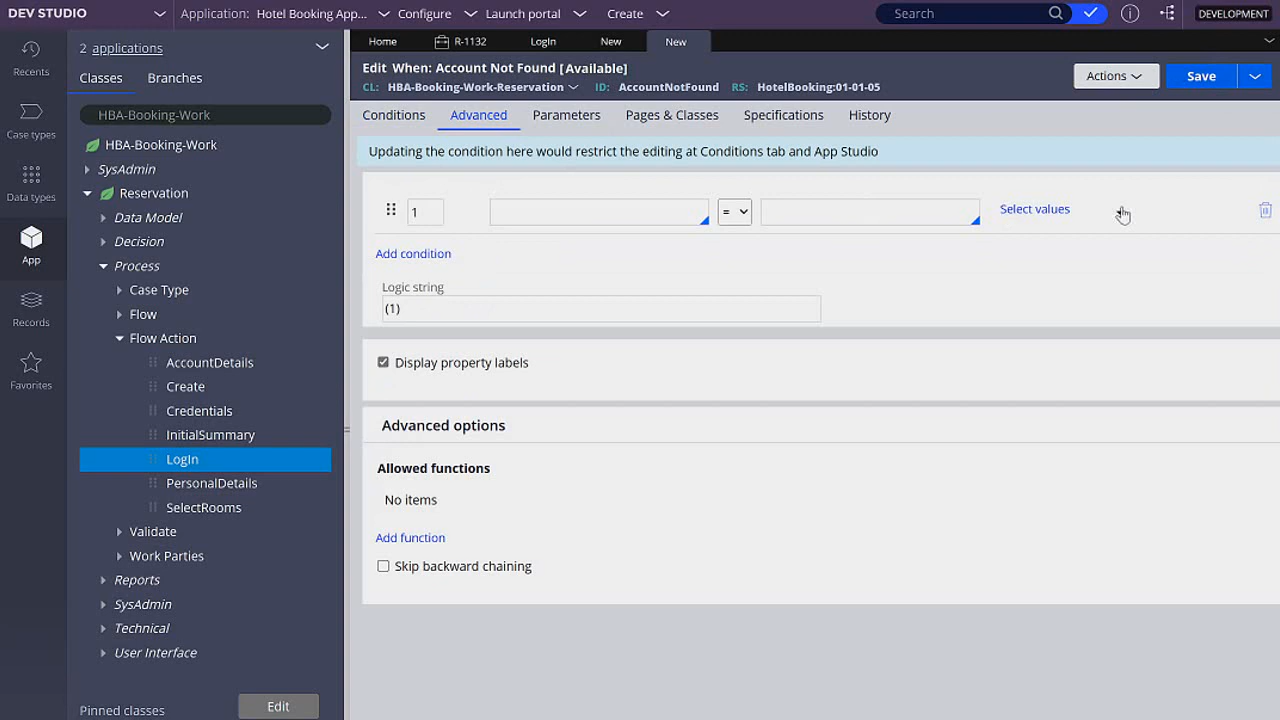 DEV STUDIO
Application: Hotel Booking App...
Configure
Launch portal
Create
Search
DEVELOPMENT
Recents
Case types
Data types
App
Records
Favorites
2 applications
Classes
Branches
HBA-Booking-Work
HBA-Booking-Work
SysAdmin
Reservation
Data Model
Decision
Process
Case Type
Flow
Flow Action
AccountDetails
Create
Credentials
InitialSummary
LogIn
PersonalDetails
SelectRooms
Validate
Work Parties
Reports
SysAdmin
Technical
User Interface
Pinned classes
Edit
Home
R-1132
LogIn
New
New
Edit When: Account Not Found [Available]
CL: HBA-Booking-Work-Reservation ID: AccountNotFound RS: HotelBooking:01-01-05
Actions
Save
Conditions
Advanced
Parameters
Pages & Classes
Specifications
History
Updating the condition here would restrict the editing at Conditions tab and App Studio
1
=
Select values
Add condition
Logic string
(1)
Display property labels
Advanced options
Allowed functions
No items
Add function
Skip backward chaining